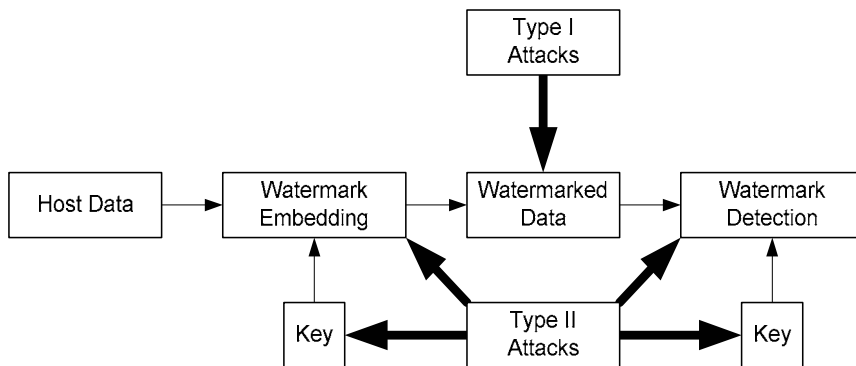 Type I
Attacks
Host Data
Watermark
Embedding
Watermarked
Data
Watermark
Detection
Key
Type II
Attacks
Key